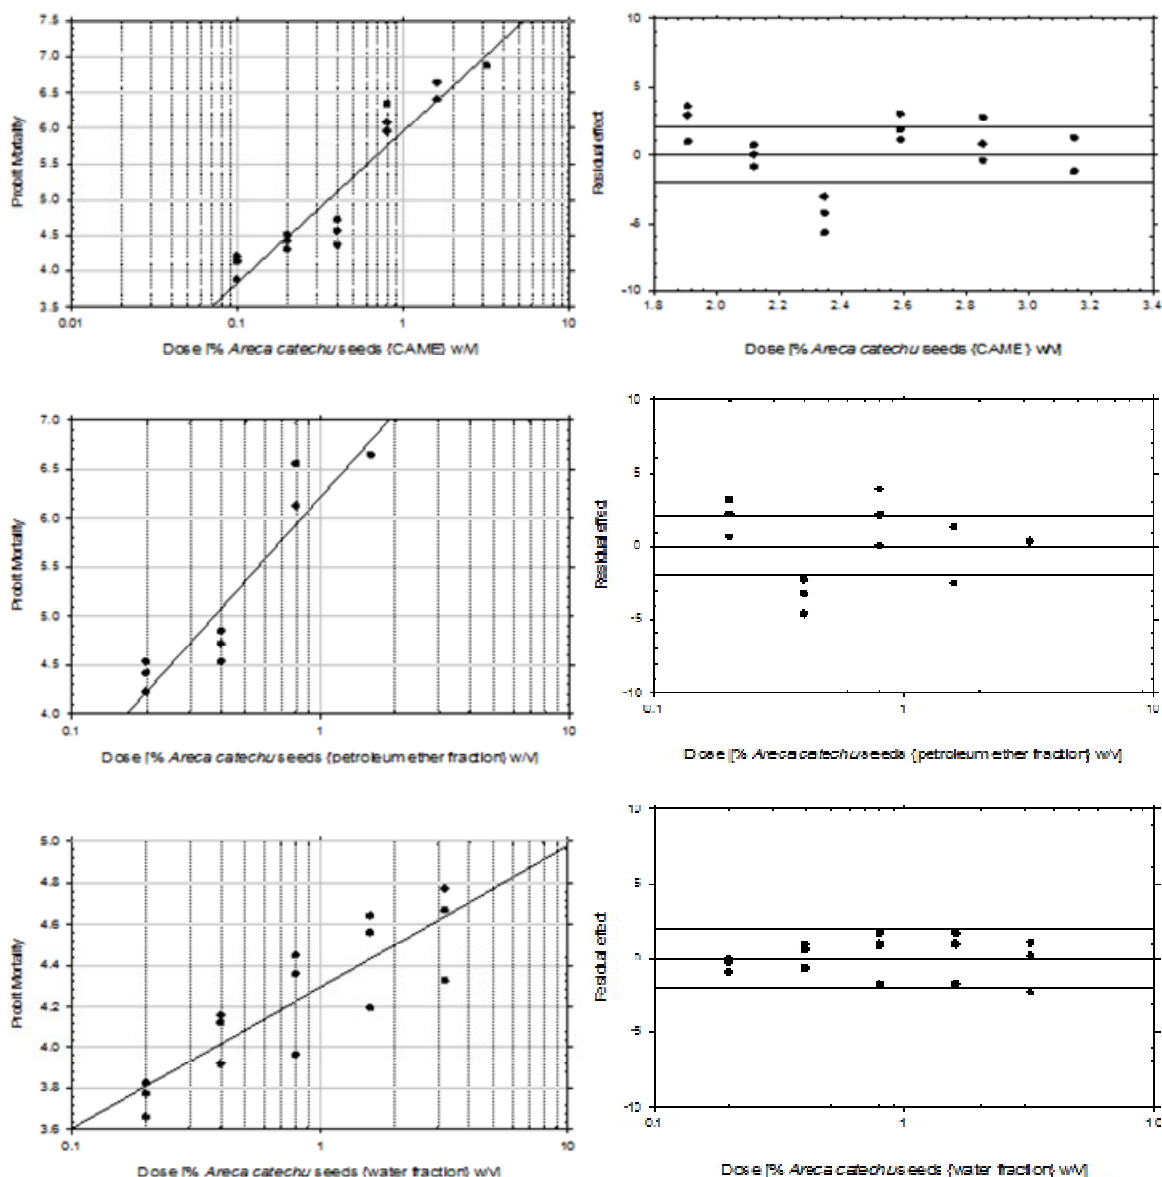 7.5
7.0
6.5
6.0
5.5
5.0
4.5
4.0
3.5
Probit Mortality
0.01 0.1 1 10
Dose [% Areca catechu seeds {CAME} w/v]
10
5
0
-5
-10
Residual effect
1.8 2.0 2.2 2.4 2.6 2.8 3.0 3.2 3.4
Dose [% Areca catechu seeds {CAME } w/v]
7.0
6.5
6.0
5.5
5.0
4.5
4.0
Probit Mortality
0.1 1 10
Dose [% Areca catechu seeds {petroleum ether fraction} w/v]
10
5
0
-5
-10
Residual effect
0.1 1 10
Dose [[% Areca catechu seeds {petroleum ether fraction} w/v]
5.0
4.8
4.6
4.4
4.2
4.0
3.8
3.6
Probit Mortality
0.1 1 10
Dose [% Areca catechu seeds {water fraction} w/v]
10
5
0
-5
-10
Residual effect
0.1 1 10
Dose [% Areca catechu seeds {water fraction} w/v]